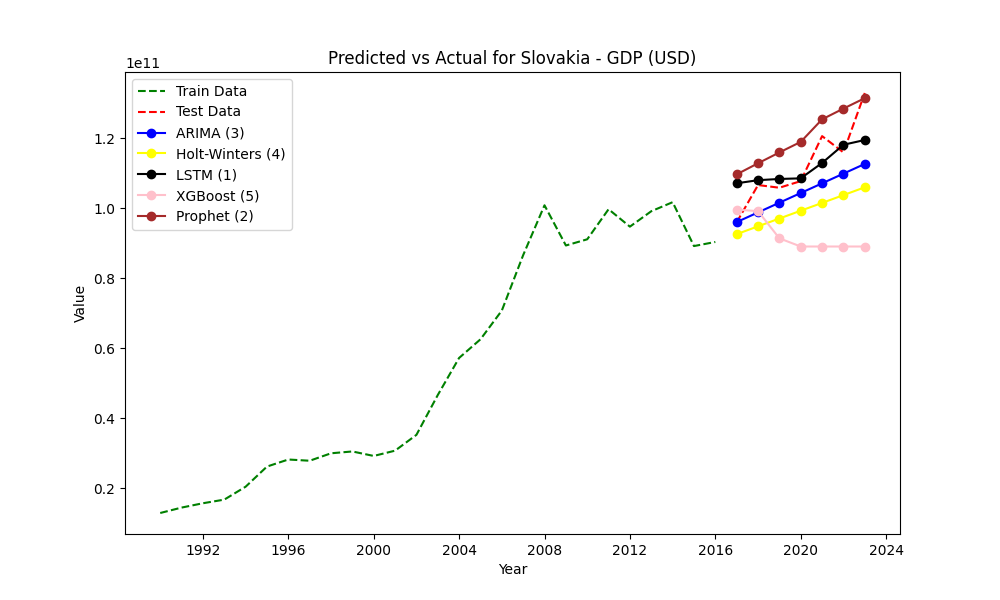 Predicted vs Actual for Slovakia - GDP (USD)
1e11
Train Data
Test Data
ARIMA (3)
Holt-Winters (4)
LSTM (1)
XGBoost (5)
Prophet (2)
1.2
1.0
0.8
0.6
0.4
0.2
Value
1992 1996 2000 2004 2008 2012 2016 2020 2024
Year